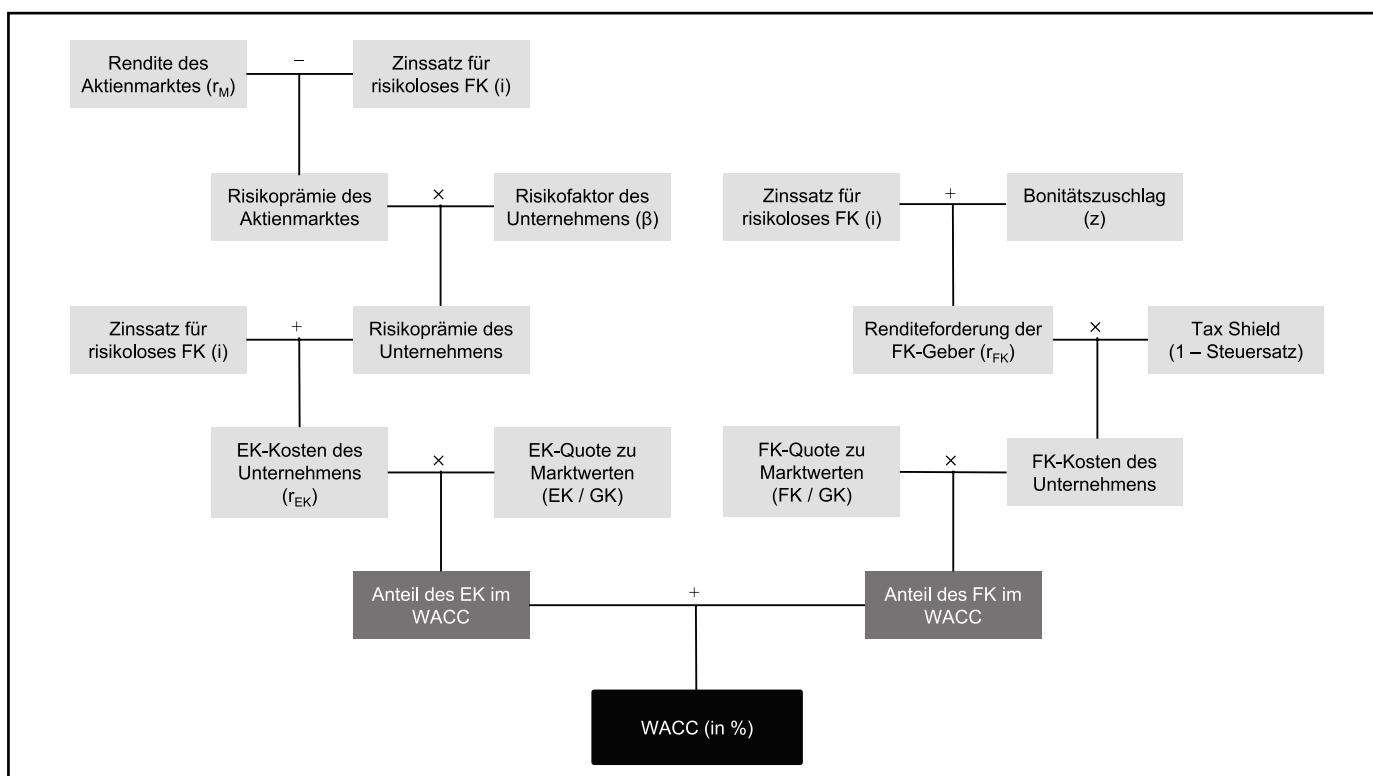 Rendite des
Aktienmarktes (rM)
−
Zinssatz für
risikoloses FK (i)
Risikoprämie des
Aktienmarktes
×
Risikofaktor des
Unternehmens (β)
Zinssatz für
risikoloses FK (i)
+
Bonitätszuschlag
(z)
Zinssatz für
risikoloses FK (i)
+
Risikoprämie des
Unternehmens
Renditeforderung der
FK-Geber (rFK)
×
Tax Shield
(1 – Steuersatz)
EK-Kosten des
Unternehmens
(rEK)
×
EK-Quote zu
Marktwerten
(EK / GK)
FK-Quote zu
Marktwerten
(FK / GK)
×
FK-Kosten des
Unternehmens
Anteil des EK im
WACC
+
Anteil des FK im
WACC
WACC (in %)